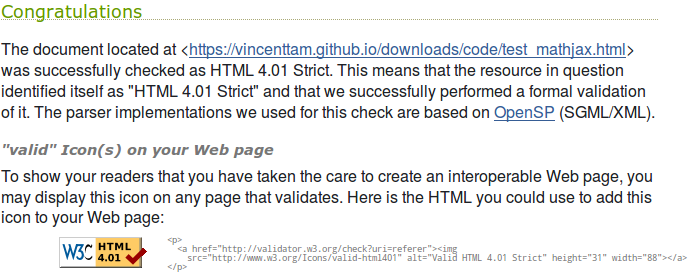 Congratulations
The document located at <https://vincenttam.github.io/downloads/code/test_mathjax.html>
was successfully checked as HTML 4.01 Strict. This means that the resource in question
identified itself as "HTML 4.01 Strict" and that we successfully performed a formal validation
of it. The parser implementations we used for this check are based on OpenSP (SGML/XML).
"valid" Icon(s) on your Web page
To show your readers that you have taken the care to create an interoperable Web page, you
may display this icon on any page that validates. Here is the HTML you could use to add this
icon to your Web page:
W3C HTML 4.01
<p>
<a href="http://validator.w3.org/check?uri=referer"><img
src="http://www.w3.org/Icons/valid-html401" alt="Valid HTML 4.01 Strict" height="31" width="88"></a>
</p>